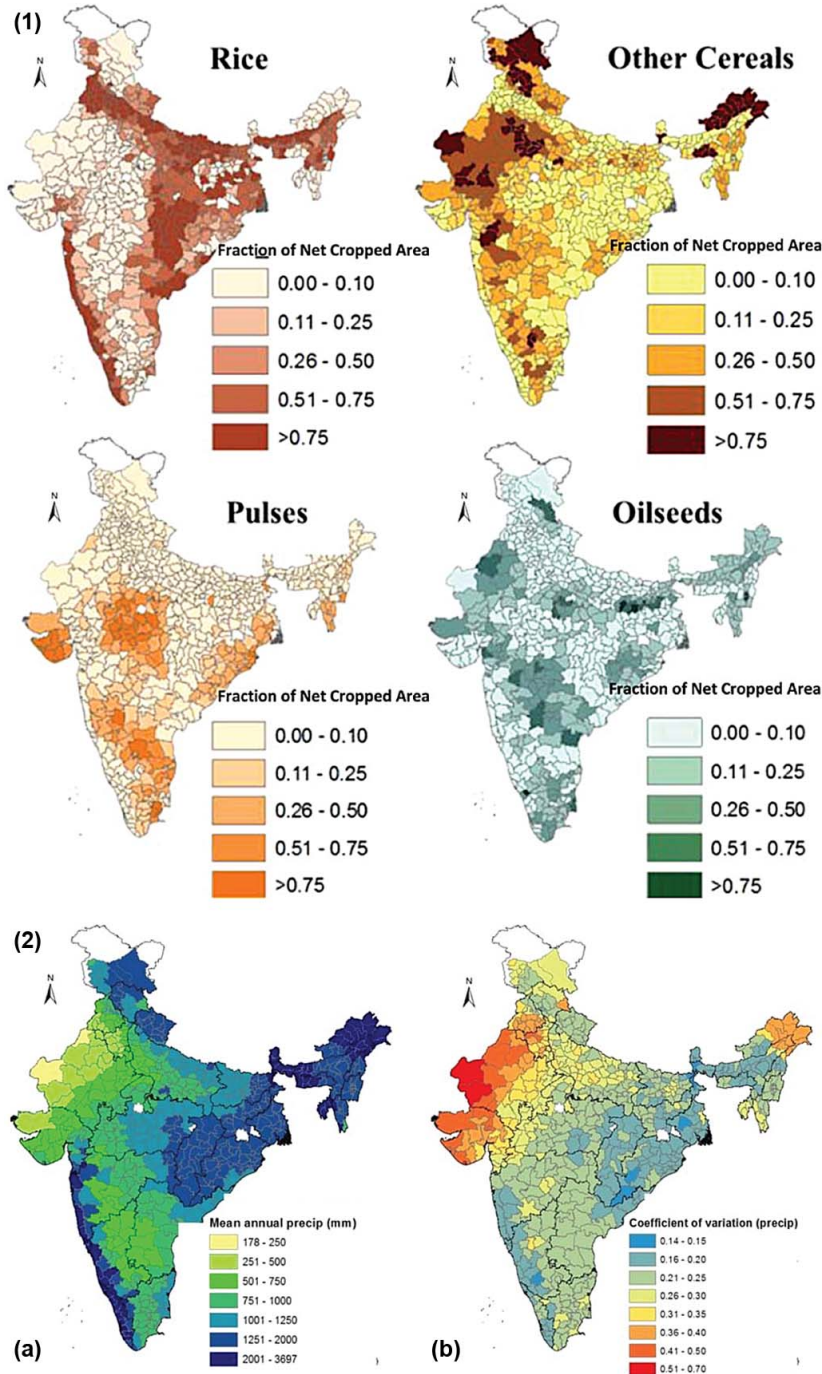 (1)
N
Rice
Fraction of Net Cropped Area
0.00 - 0.10
0.11 - 0.25
0.26 - 0.50
0.51 - 0.75
>0.75
N
Other Cereals
Fraction of Net Cropped Area
0.00 - 0.10
0.11 - 0.25
0.26 - 0.50
0.51 - 0.75
>0.75
N
Pulses
Fraction of Net Cropped Area
0.00 - 0.10
0.11 - 0.25
0.26 - 0.50
0.51 - 0.75
>0.75
N
Oilseeds
Fraction of Net Cropped Area
0.00 - 0.10
0.11 - 0.25
0.26 - 0.50
0.51 - 0.75
>0.75
(2)
N
Mean annual precip (mm)
178 - 250
251 - 500
501 - 750
751 - 1000
1001 - 1250
1251 - 2000
2001 - 3697
(a)
N
Coefficient of variation (precip)
0.14 - 0.15
0.16 - 0.20
0.21 - 0.25
0.26 - 0.30
0.31 - 0.35
0.36 - 0.40
0.41 - 0.50
0.51 - 0.70
(b)